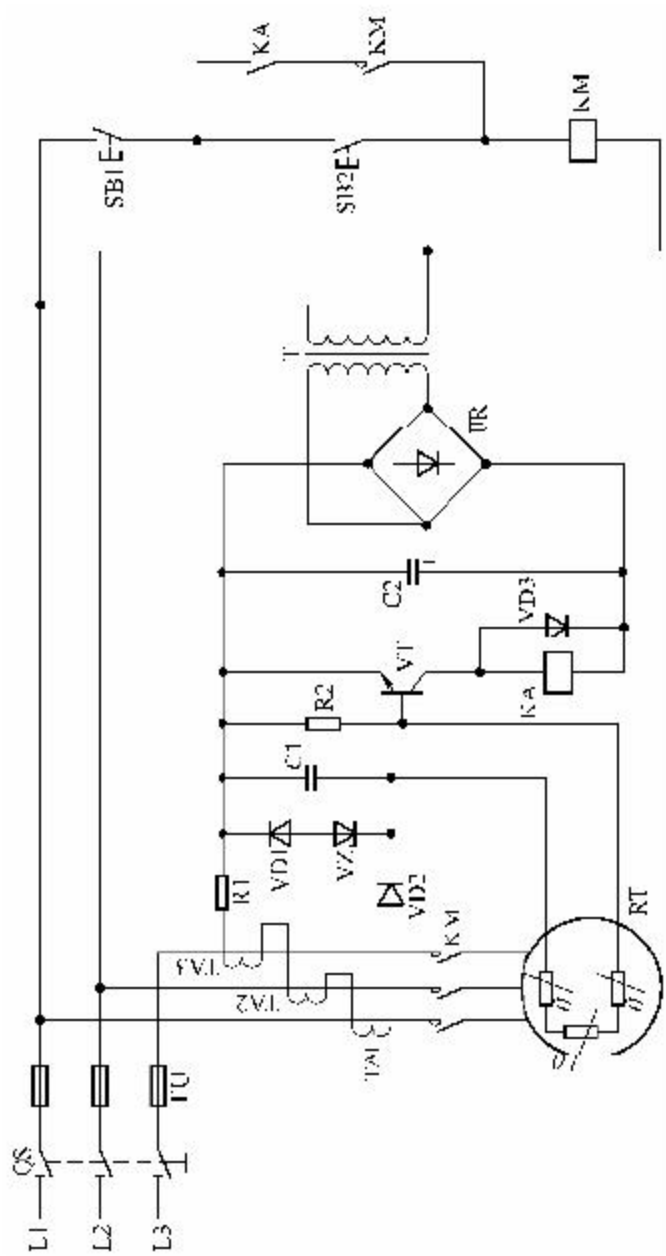 L1
L2
L3
QS
FU
TA1
TA2
TA3
KM
RT
θ
θ
θ
R1
VD1
VZ
VD2
C1
R2
VT
KA
VD3
C2
UR
T
SB1
SB2
KA
KM
KM